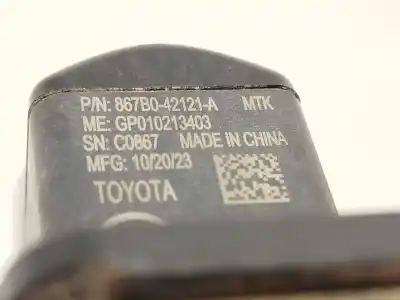 P/N: 867B0-42121-A MTK
ME: GP010213403
SN: C0867 MADE IN CHINA
MFG: 10/20/23
TOYOTA